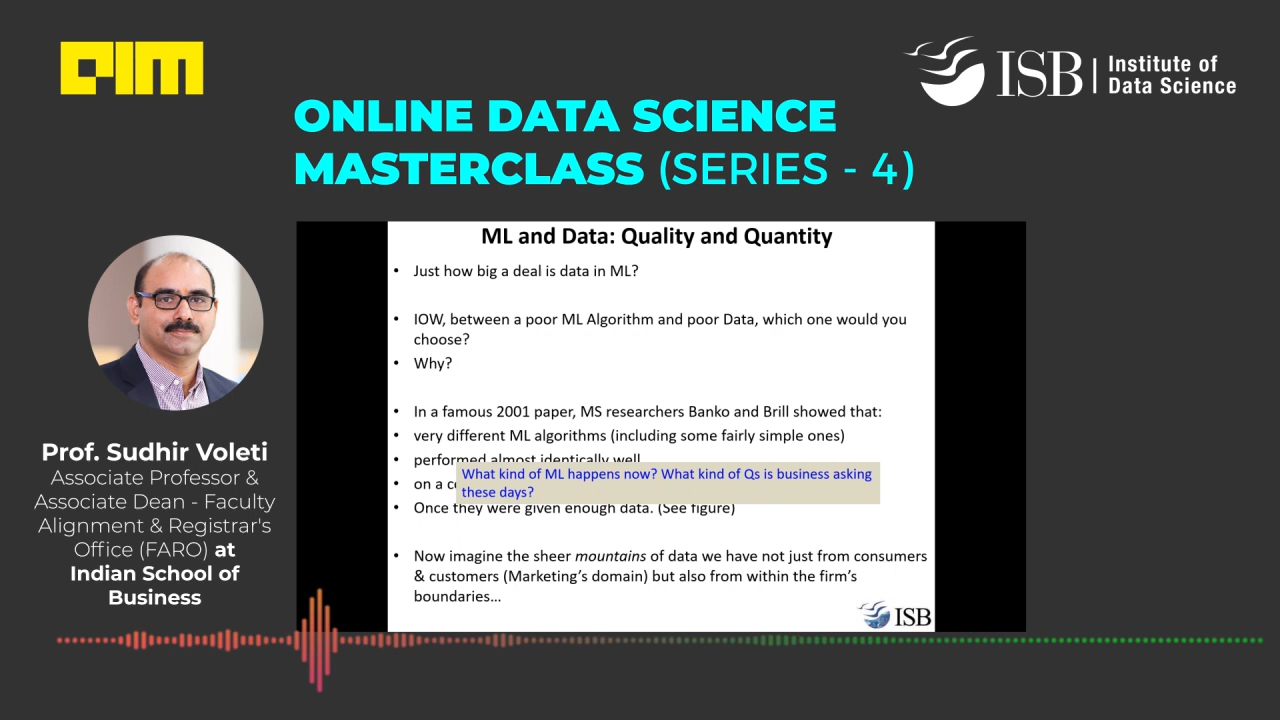 AIM
ISB | Institute of
Data Science
ONLINE DATA SCIENCE
MASTERCLASS (SERIES - 4)
ML and Data: Quality and Quantity
• Just how big a deal is data in ML?
• IOW, between a poor ML Algorithm and poor Data, which one would you
choose?
• Why?
• In a famous 2001 paper, MS researchers Banko and Brill showed that:
• very different ML algorithms (including some fairly simple ones)
• performed almost identically well
What kind of ML happens now? What kind of Qs is business asking
these days?
• on a
• Once they were given enough data. (See figure)
• Now imagine the sheer mountains of data we have not just from consumers
& customers (Marketing's domain) but also from within the firm's
boundaries...
ISB
Prof. Sudhir Voleti
Associate Professor &
Associate Dean - Faculty
Alignment & Registrar's
Office (FARO) at
Indian School of
Business